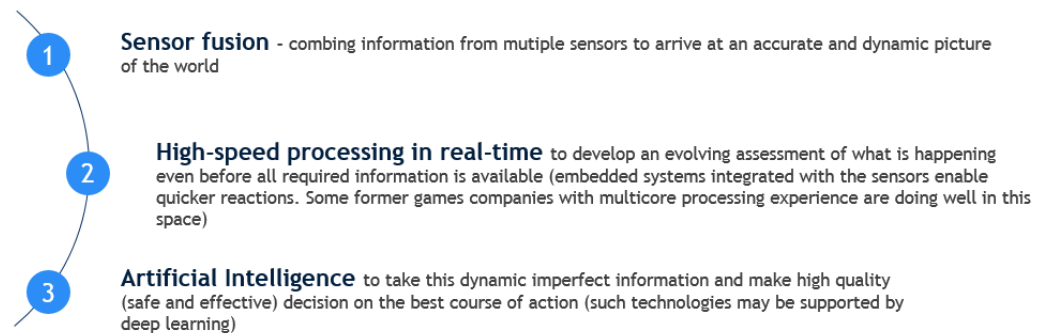 1
Sensor fusion - combing information from mutiple sensors to arrive at an accurate and dynamic picture
of the world
2
High-speed processing in real-time to develop an evolving assessment of what is happening
even before all required information is available (embedded systems integrated with the sensors enable
quicker reactions. Some former games companies with multicore processing experience are doing well in this
space)
3
Artificial Intelligence to take this dynamic imperfect information and make high quality
(safe and effective) decision on the best course of action (such technologies may be supported by
deep learning)